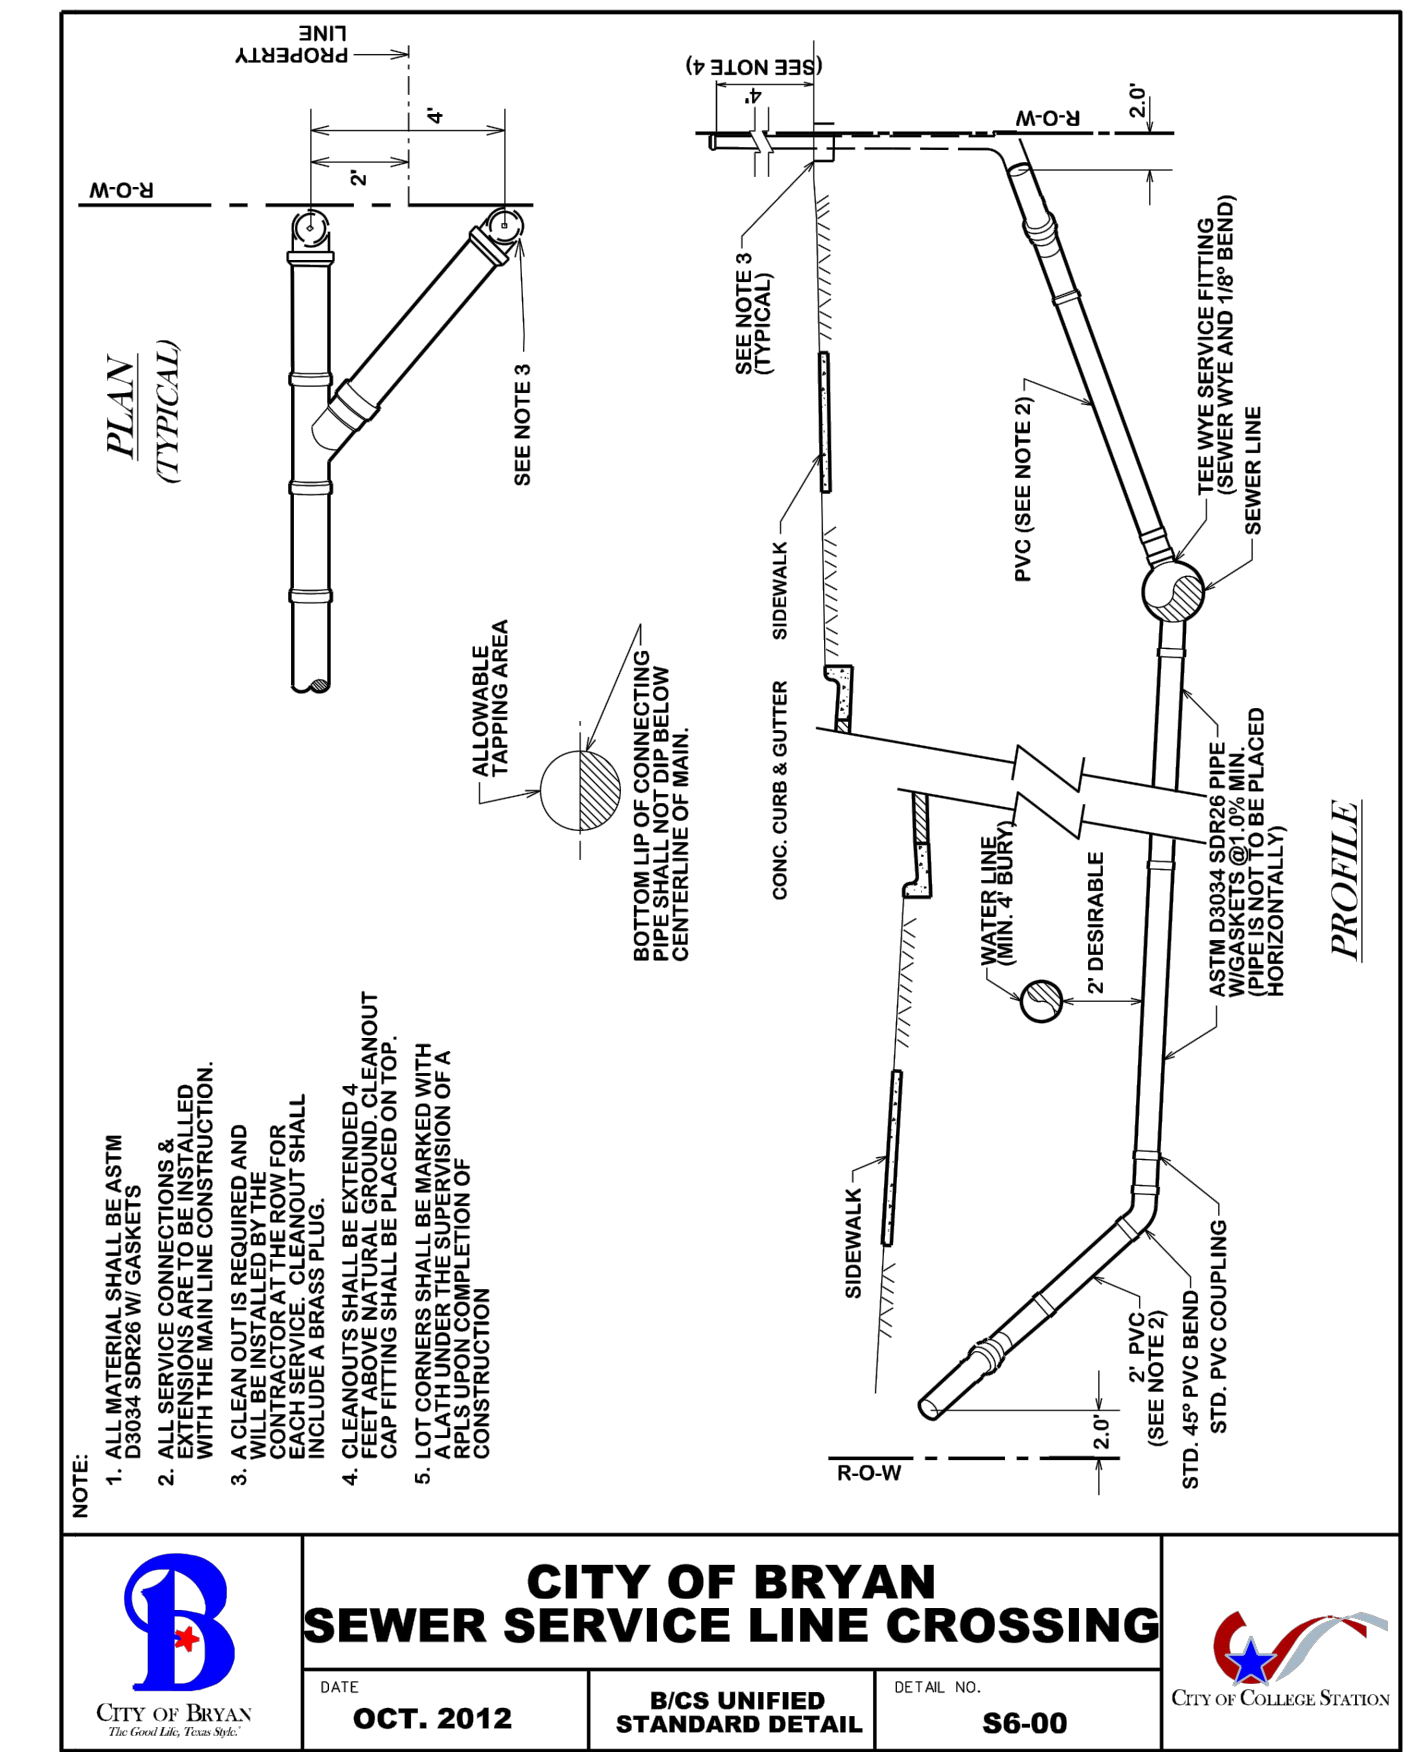 NOTE:
1. ALL MATERIAL SHALL BE ASTM
D3034 SDR26 W/ GASKETS
2. ALL SERVICE CONNECTIONS &
EXTENSIONS ARE TO BE INSTALLED
WITH THE MAIN LINE CONSTRUCTION.
3. A CLEAN OUT IS REQUIRED AND
WILL BE INSTALLED BY THE
CONTRACTOR AT THE ROW FOR
EACH SERVICE. CLEANOUT SHALL
INCLUDE A BRASS PLUG.
4. CLEANOUTS SHALL BE EXTENDED 4
FEET ABOVE NATURAL GROUND. CLEANOUT
CAP FITTING SHALL BE PLACED ON TOP.
5. LOT CORNERS SHALL BE MARKED WITH
A LATH UNDER THE SUPERVISION OF A
RPLS UPON COMPLETION OF
CONSTRUCTION
PLAN
(TYPICAL)
R-O-W
PROPERTY
LINE
2'
4'
SEE NOTE 3
ALLOWABLE
TAPPING AREA
BOTTOM LIP OF CONNECTING
PIPE SHALL NOT DIP BELOW
CENTERLINE OF MAIN.
(SEE NOTE 4)
4'
SEE NOTE 3
(TYPICAL)
R-O-W
2.0'
SIDEWALK
CONC. CURB & GUTTER
PVC (SEE NOTE 2)
TEE WYE SERVICE FITTING
(SEWER WYE AND 1/8° BEND)
SEWER LINE
WATER LINE
(MIN. 4' BURY)
2' DESIRABLE
ASTM D3034 SDR26 PIPE
W/GASKETS @1.0% MIN.
(PIPE IS NOT TO BE PLACED
HORIZONTALLY)
PROFILE
SIDEWALK
2' PVC
(SEE NOTE 2)
STD. 45° PVC BEND
STD. PVC COUPLING
2.0'
R-O-W
CITY OF BRYAN
The Good Life, Texas Style.
CITY OF BRYAN
SEWER SERVICE LINE CROSSING
DATE
OCT. 2012
B/CS UNIFIED
STANDARD DETAIL
DETAIL NO.
S6-00
CITY OF COLLEGE STATION